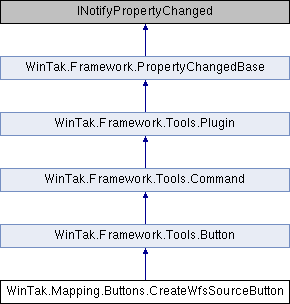 INotifyPropertyChanged
WinTak.Framework.PropertyChangedBase
WinTak.Framework.Tools.Plugin
WinTak.Framework.Tools.Command
WinTak.Framework.Tools.Button
WinTak.Mapping.Buttons.CreateWfsSourceButton